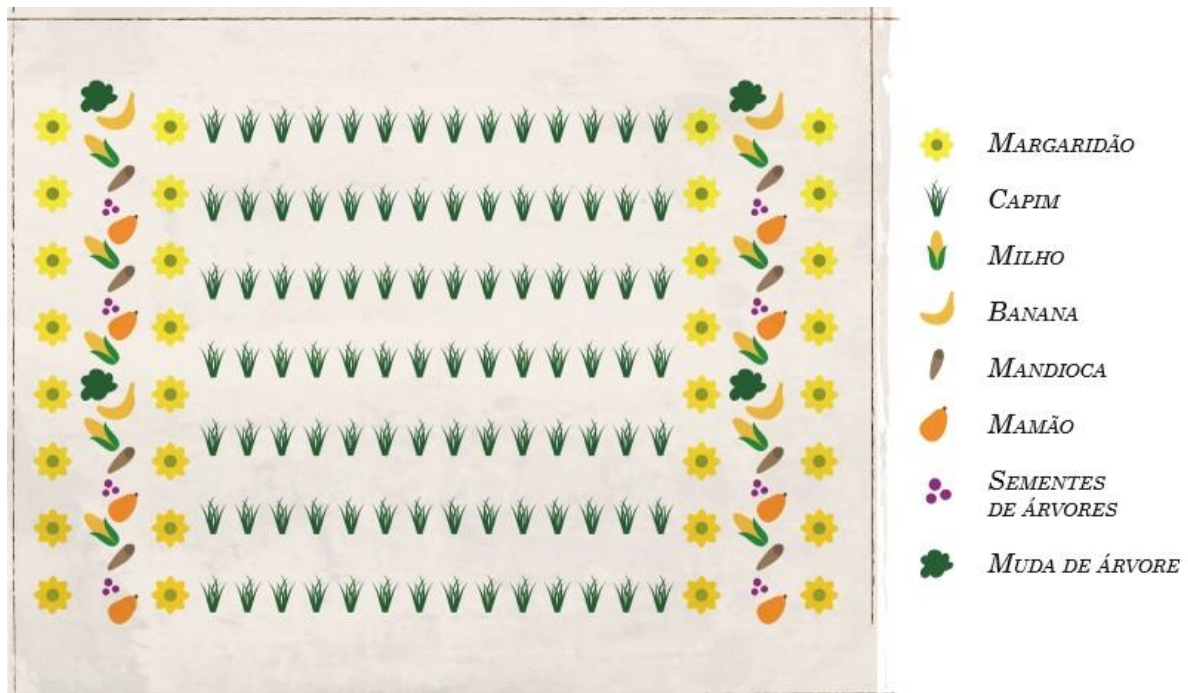 Margaridão
Capim
Milho
Banana
Mandioca
Mamão
Sementes
de árvores
Muda de árvore